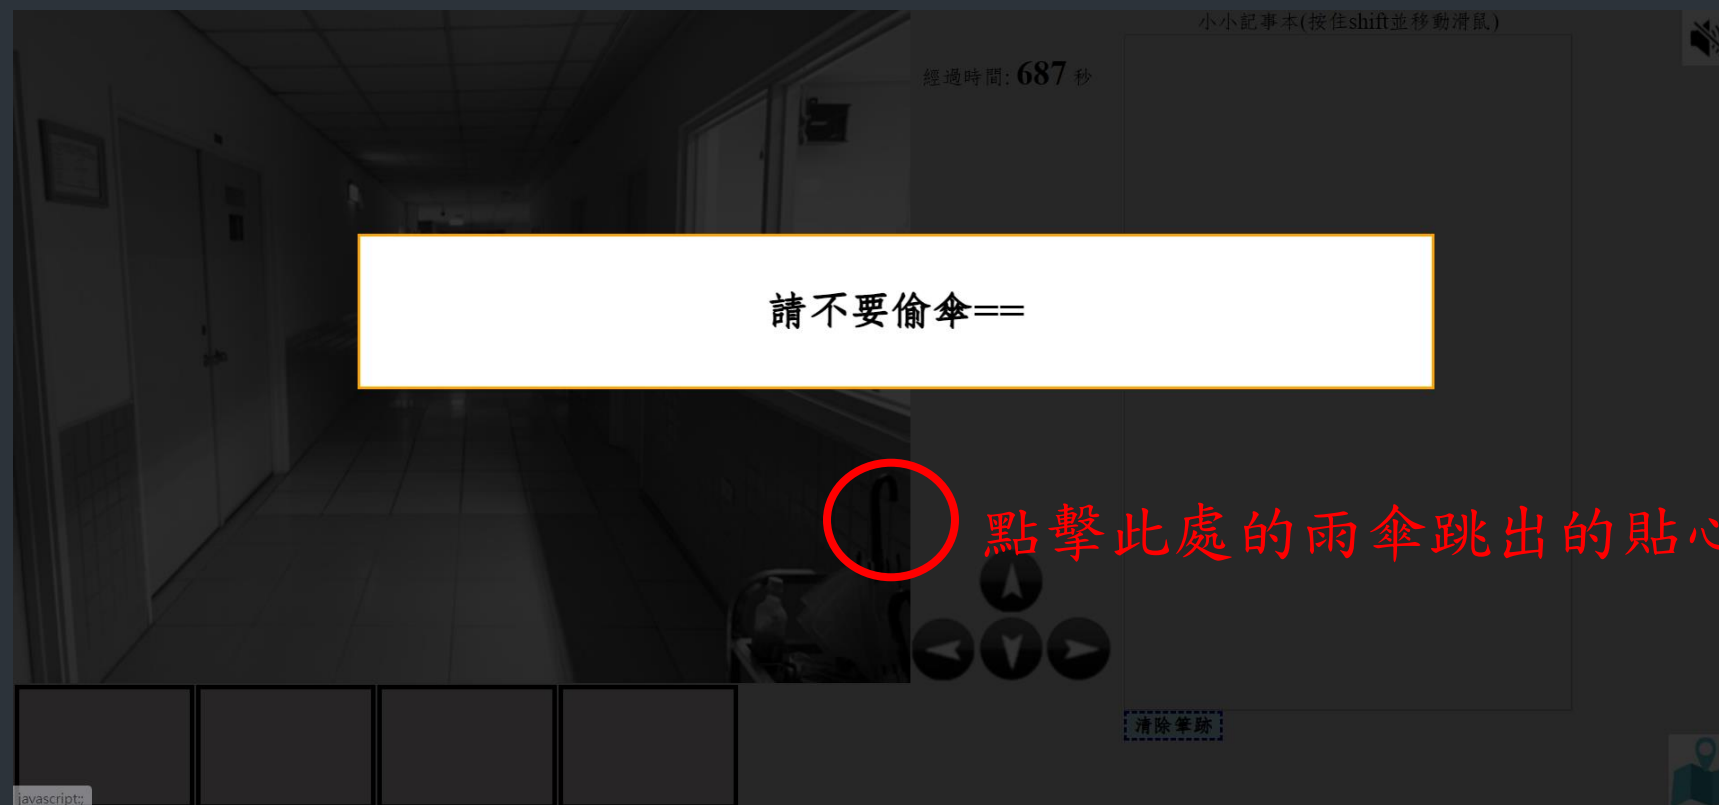 小小記事本(按住shift並移動滑鼠)
經過時間: 687 秒
請不要偷傘==
點擊此處的雨傘跳出的貼心
清除筆跡
javascript:;